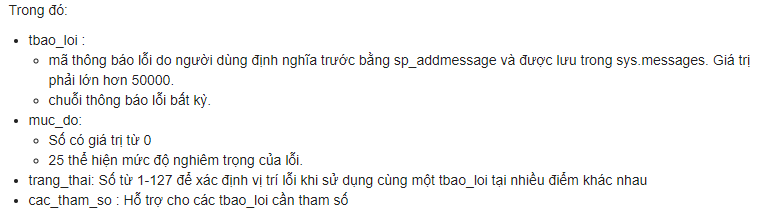 Trong đó:
tbao_loi :
mã thông báo lỗi do người dùng định nghĩa trước bằng sp_addmessage và được lưu trong sys.messages. Giá trị
phải lớn hơn 50000.
chuỗi thông báo lỗi bất kỳ.
muc_do:
Số có giá trị từ 0
25 thể hiện mức độ nghiêm trọng của lỗi.
trang_thai: Số từ 1-127 để xác định vị trí lỗi khi sử dụng cùng một tbao_loi tại nhiều điểm khác nhau
cac_tham_so : Hỗ trợ cho các tbao_loi cần tham số